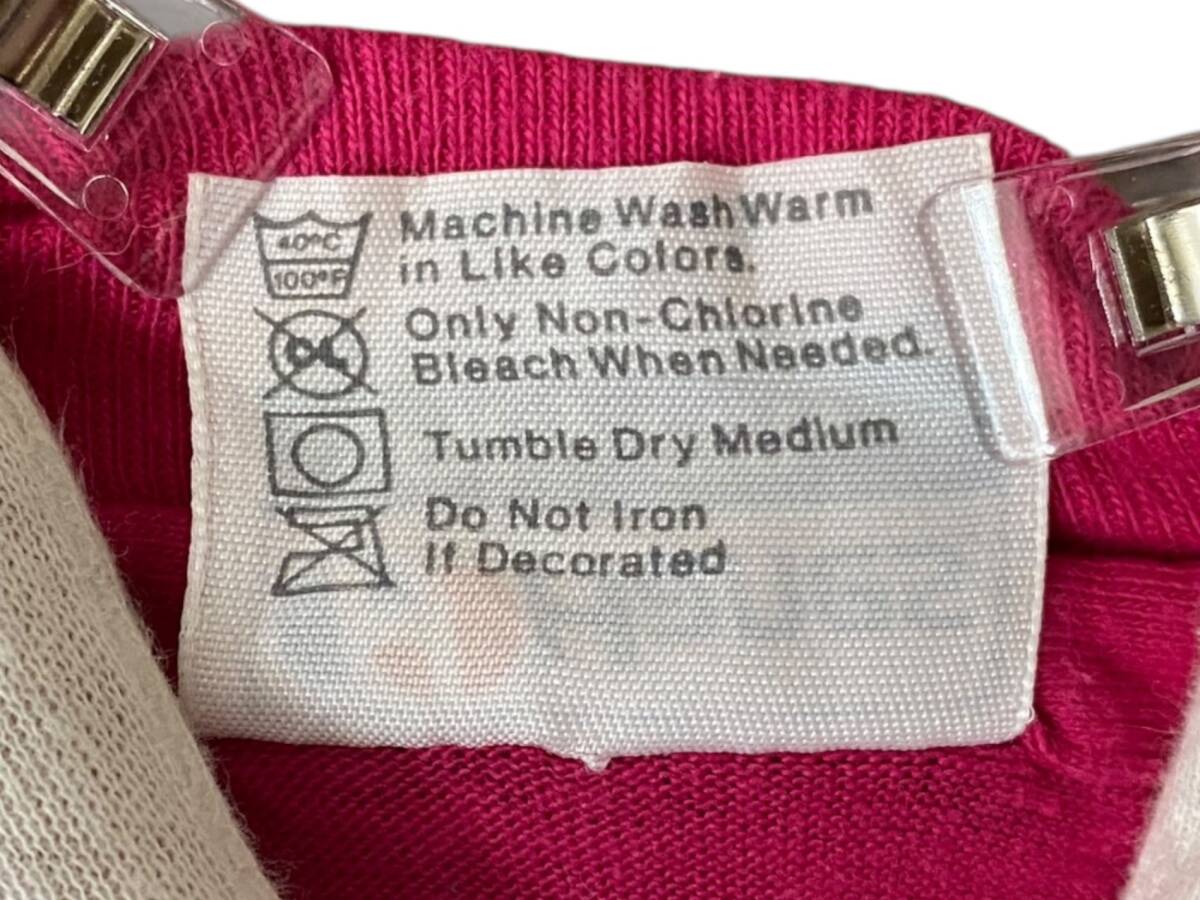 40°C
100°F
Machine Wash Warm
in Like Colors.
CL
Only Non-Chlorine
Bleach When Needed.
Tumble Dry Medium
Do Not Iron
If Decorated